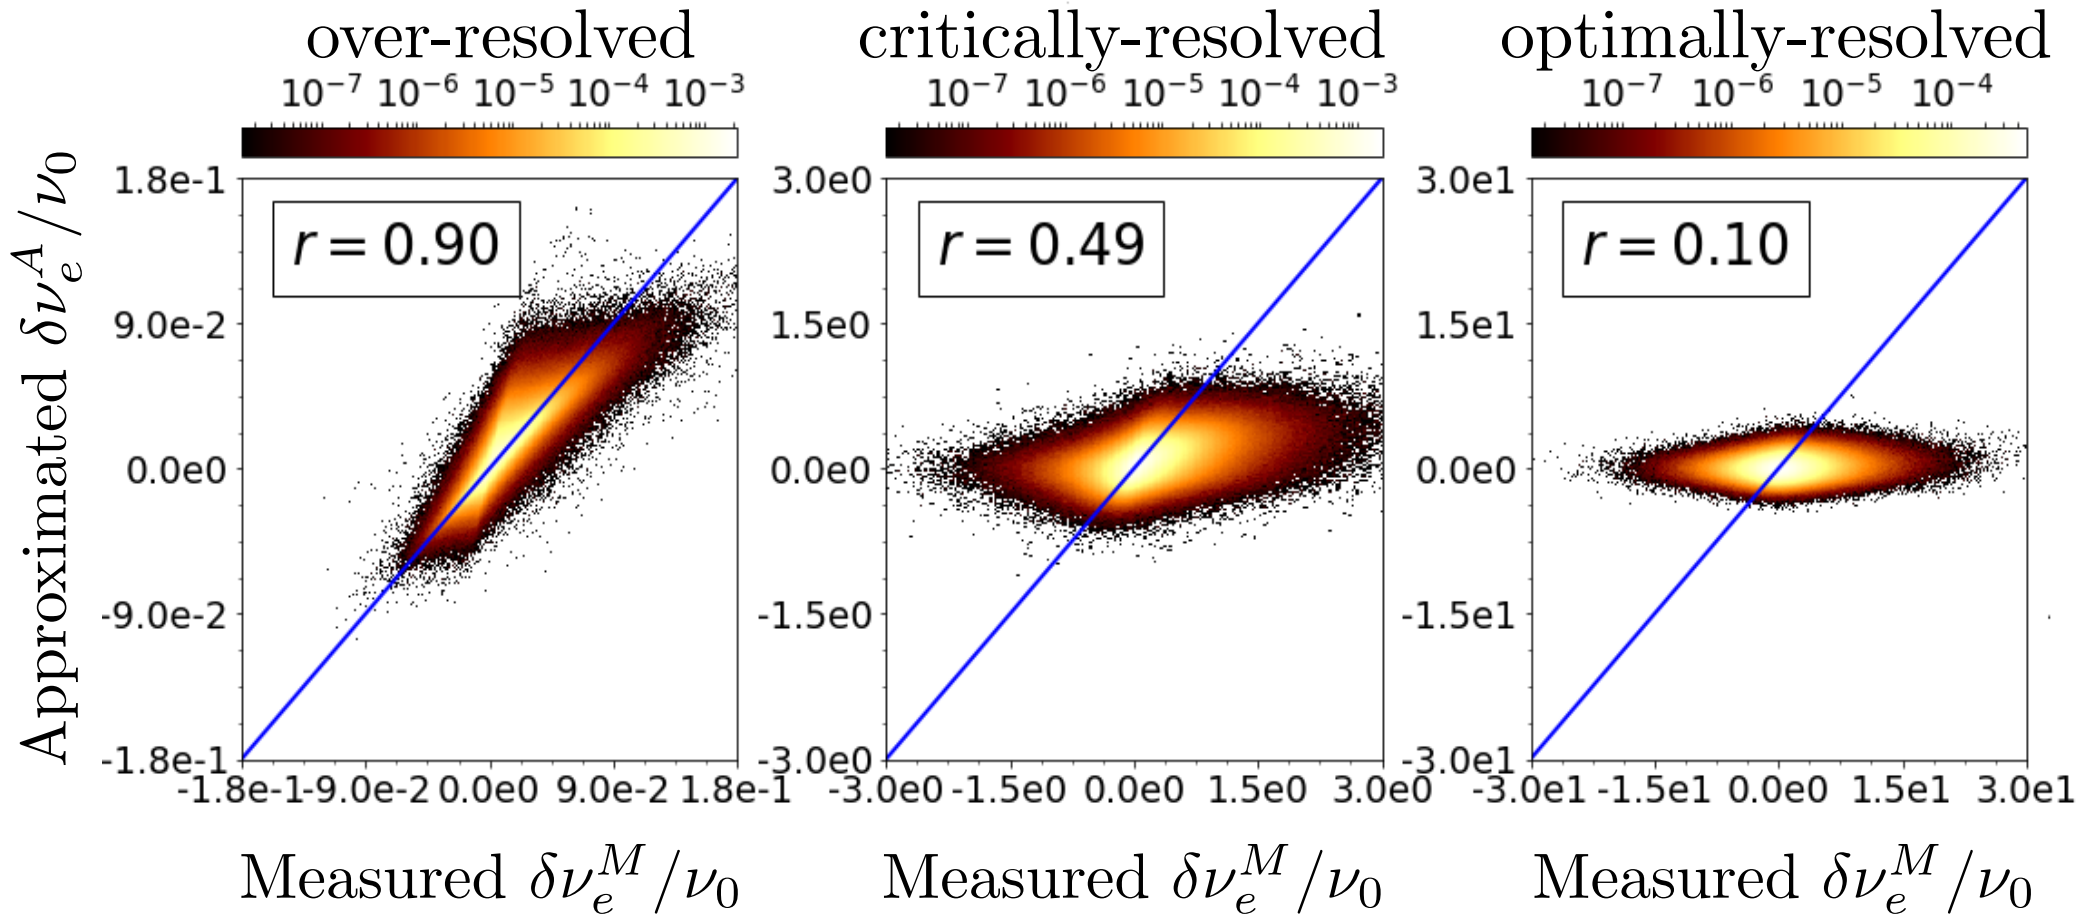 over-resolved critically-resolved optimally-resolved
10⁻⁷ 10⁻⁶ 10⁻⁵ 10⁻⁴ 10⁻³ 10⁻⁷ 10⁻⁶ 10⁻⁵ 10⁻⁴ 10⁻³ 10⁻⁷ 10⁻⁶ 10⁻⁵ 10⁻⁴
Approximated δν_e^A/ν₀
1.8e-1 3.0e0 3.0e1
r = 0.90 r = 0.49 r = 0.10
9.0e-2 1.5e0 1.5e1
0.0e0 0.0e0 0.0e0
-9.0e-2 -1.5e0 -1.5e1
-1.8e-1 -3.0e0 -3.0e1
-1.8e-1 -9.0e-2 0.0e0 9.0e-2 1.8e-1 -3.0e0 -1.5e0 0.0e0 1.5e0 3.0e0 -3.0e1 -1.5e1 0.0e0 1.5e1 3.0e1
Measured δν_e^M/ν₀ Measured δν_e^M/ν₀ Measured δν_e^M/ν₀